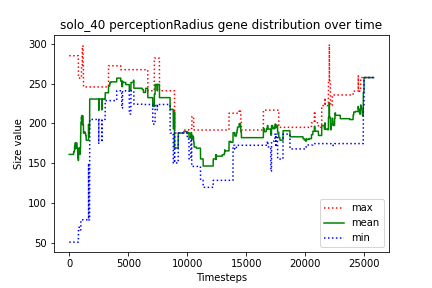 solo_40 perceptionRadius gene distribution over time
Size value
300
250
200
150
100
50
0
5000
10000
15000
20000
25000
Timesteps
max
mean
min